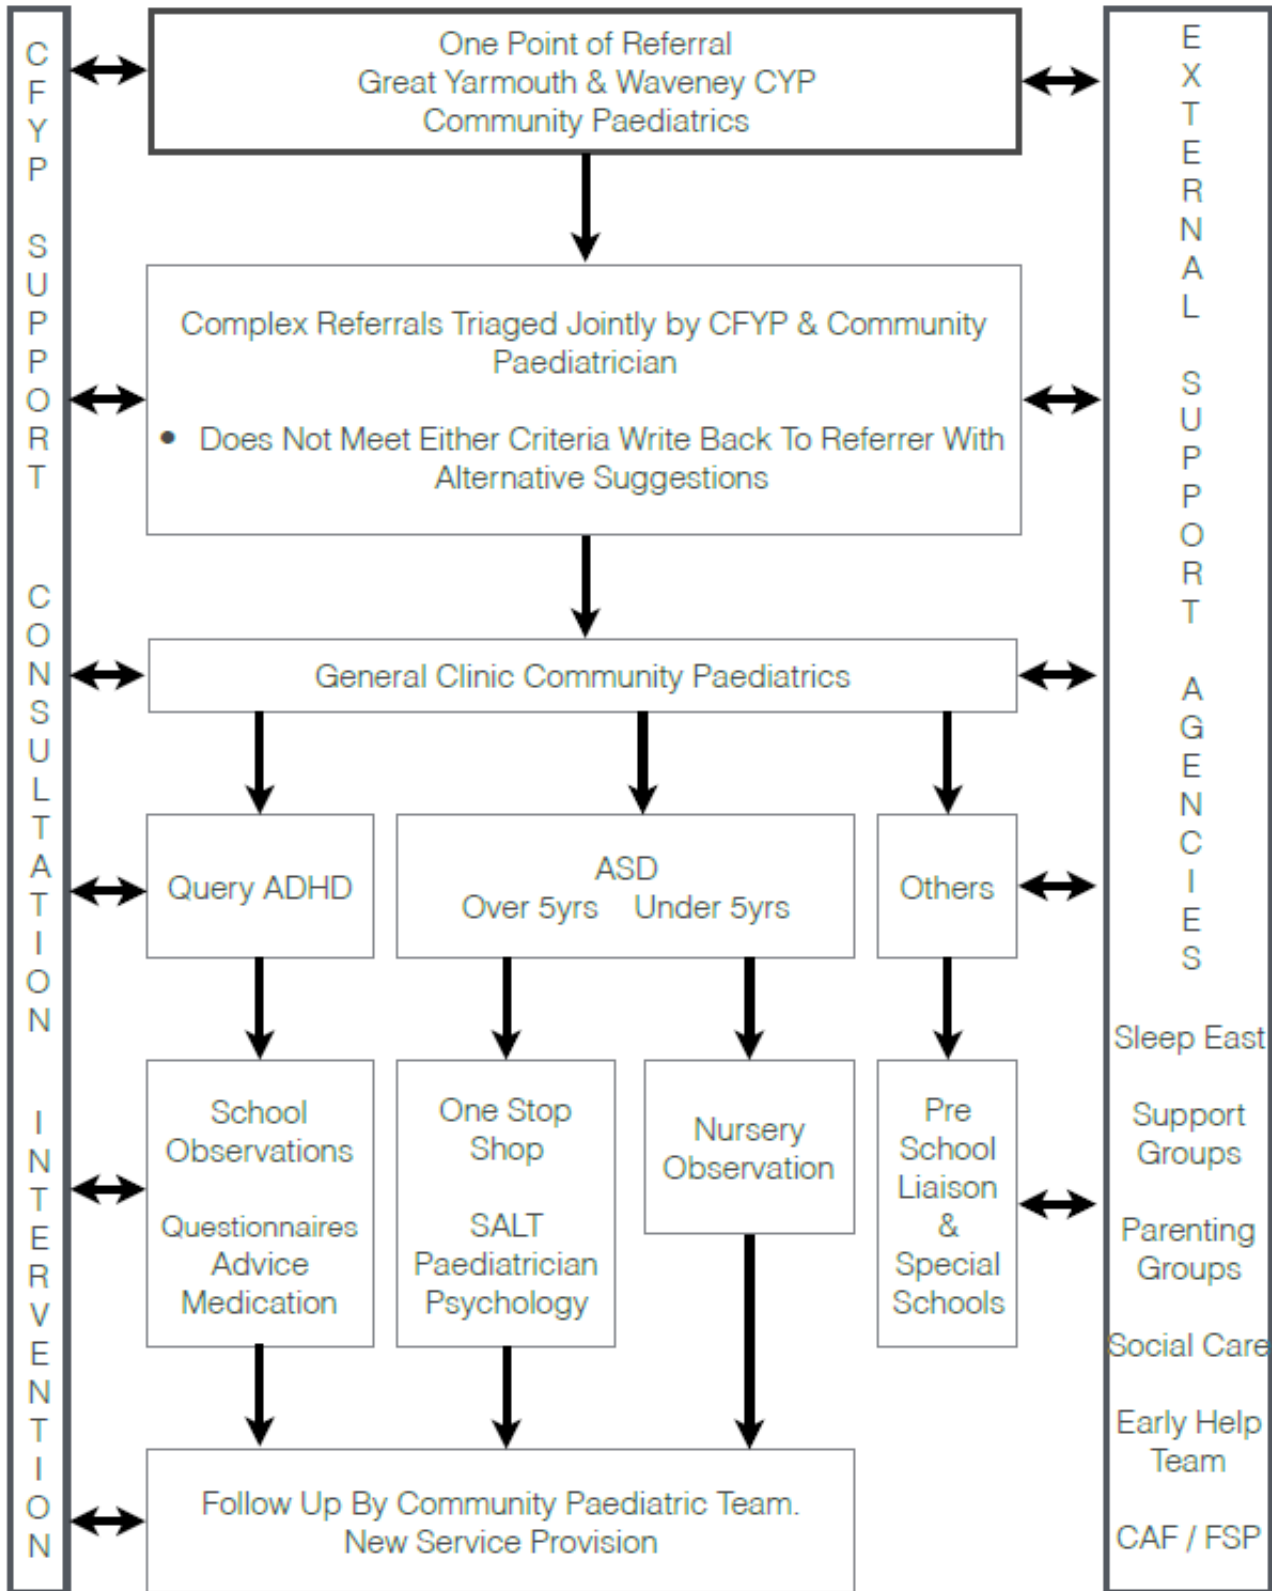 CFYP SUPPORT CONSULTATION INTERVENTION
One Point of Referral
Great Yarmouth & Waveney CYP
Community Paediatrics
Complex Referrals Triaged Jointly by CFYP & Community
Paediatrician
• Does Not Meet Either Criteria Write Back To Referrer With
Alternative Suggestions
General Clinic Community Paediatrics
Query ADHD
ASD
Over 5yrs Under 5yrs
Others
School
Observations
Questionnaires
Advice
Medication
One Stop
Shop
SALT
Paediatrician
Psychology
Nursery
Observation
Pre
School
Liaison
&
Special
Schools
Follow Up By Community Paediatric Team.
New Service Provision
EXTERNAL SUPPORT AGENCIES
Sleep East
Support
Groups
Parenting
Groups
Social Care
Early Help
Team
CAF / FSP